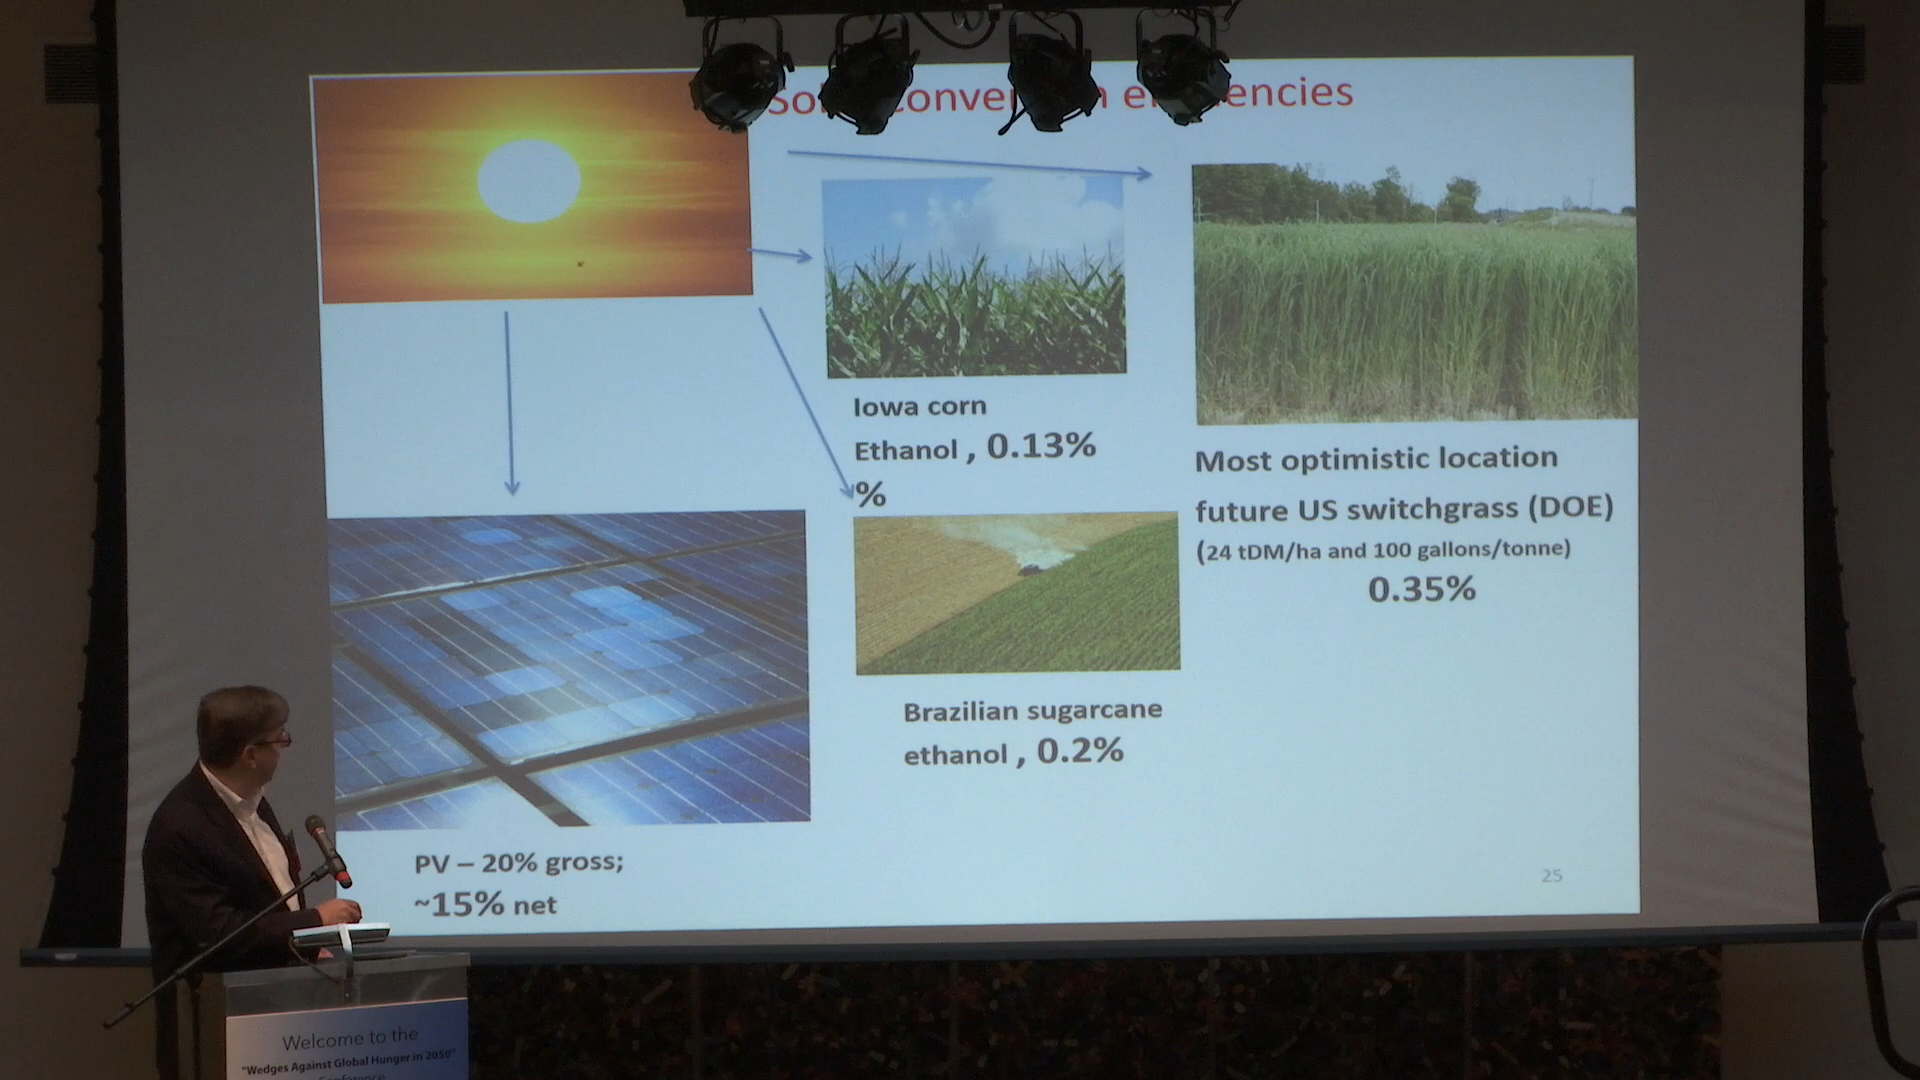 Iowa corn
Ethanol , 0.13%
%
Most optimistic location
future US switchgrass (DOE)
(24 tDM/ha and 100 gallons/tonne)
0.35%
Brazilian sugarcane
ethanol , 0.2%
PV – 20% gross;
~15% net
25
Welcome to the
"Wedges Against Global Hunger in 2050"
Conference